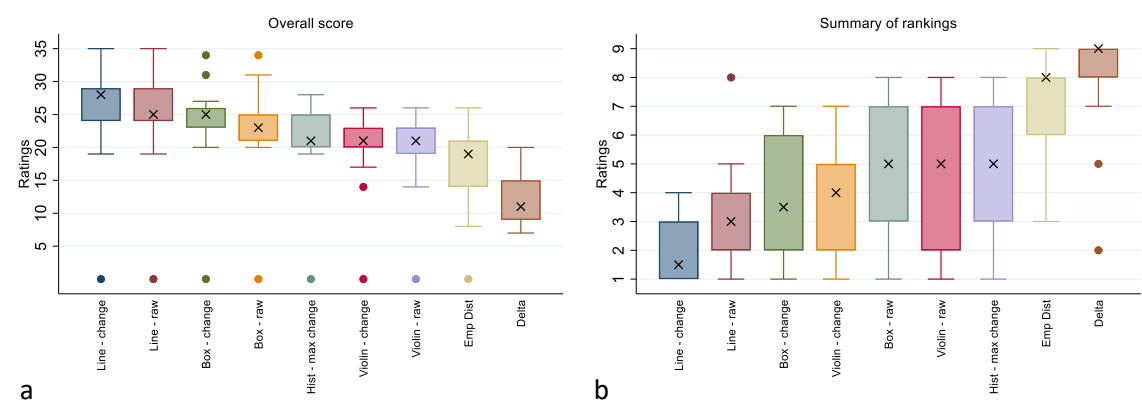 Overall score
Ratings
35
30
25
20
15
10
5
Line - change
Line - raw
Box - change
Box - raw
Hist - max change
Violin - change
Violin - raw
Emp Dist
Delta
a
Summary of rankings
Ratings
9
8
7
6
5
4
3
2
1
Line - change
Line - raw
Box - change
Violin - change
Box - raw
Violin - raw
Hist - max change
Emp Dist
Delta
b